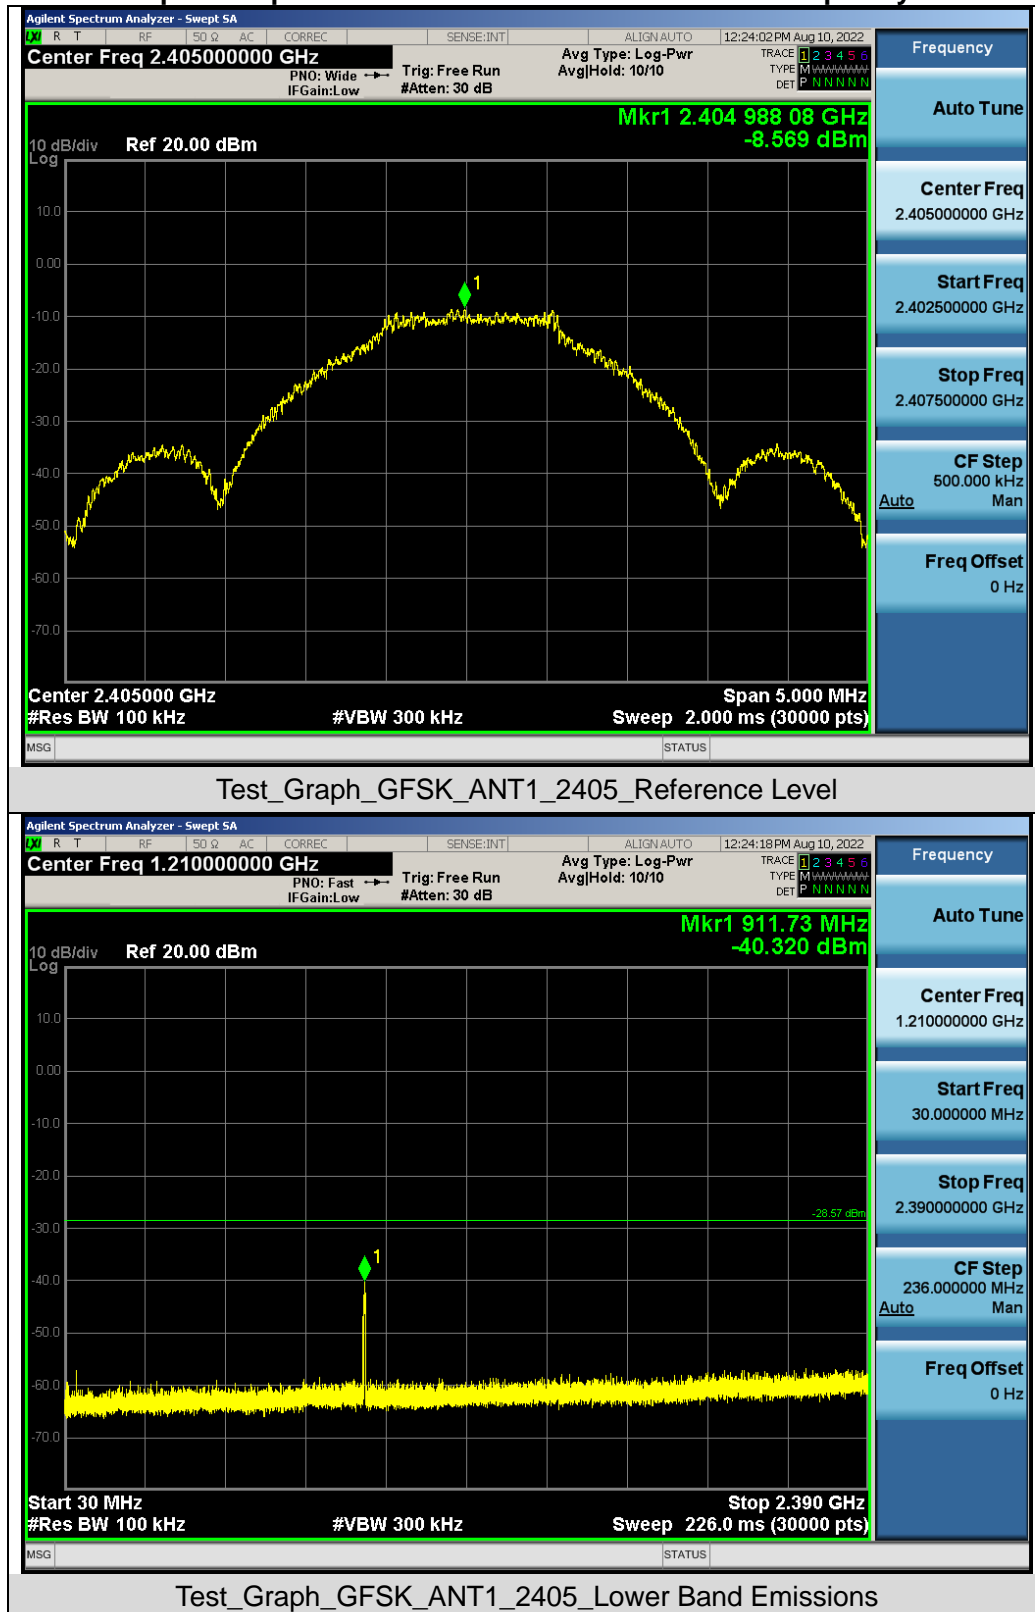 Agilent Spectrum Analyzer - Swept SA
LXI R T RF 50 Ω AC CORREC SENSE:INT ALIGN AUTO 12:24:02 PM Aug 10, 2022
Center Freq 2.405000000 GHz
PNO: Wide
IFGain:Low
Trig: Free Run
#Atten: 30 dB
Avg Type: Log-Pwr
Avg|Hold: 10/10
TRACE 1 2 3 4 5 6
TYPE M
DET P N N N N N
Mkr1 2.404 988 08 GHz
-8.569 dBm
10 dB/div Ref 20.00 dBm
Log
10.0
0.00
1
-10.0
-20.0
-30.0
-40.0
-50.0
-60.0
-70.0
Center 2.405000 GHz Span 5.000 MHz
#Res BW 100 kHz #VBW 300 kHz Sweep 2.000 ms (30000 pts)
MSG STATUS
Frequency
Auto Tune
Center Freq
2.405000000 GHz
Start Freq
2.402500000 GHz
Stop Freq
2.407500000 GHz
CF Step
500.000 kHz
Auto Man
Freq Offset
0 Hz
Test_Graph_GFSK_ANT1_2405_Reference Level
Agilent Spectrum Analyzer - Swept SA
LXI R T RF 50 Ω AC CORREC SENSE:INT ALIGN AUTO 12:24:18 PM Aug 10, 2022
Center Freq 1.210000000 GHz
PNO: Fast
IFGain:Low
Trig: Free Run
#Atten: 30 dB
Avg Type: Log-Pwr
Avg|Hold: 10/10
TRACE 1 2 3 4 5 6
TYPE M
DET P N N N N N
Mkr1 911.73 MHz
-40.320 dBm
10 dB/div Ref 20.00 dBm
Log
10.0
0.00
-10.0
-20.0
-28.57 dBm
-30.0
1
-40.0
-50.0
-60.0
-70.0
Start 30 MHz Stop 2.390 GHz
#Res BW 100 kHz #VBW 300 kHz Sweep 226.0 ms (30000 pts)
MSG STATUS
Frequency
Auto Tune
Center Freq
1.210000000 GHz
Start Freq
30.000000 MHz
Stop Freq
2.390000000 GHz
CF Step
236.000000 MHz
Auto Man
Freq Offset
0 Hz
Test_Graph_GFSK_ANT1_2405_Lower Band Emissions